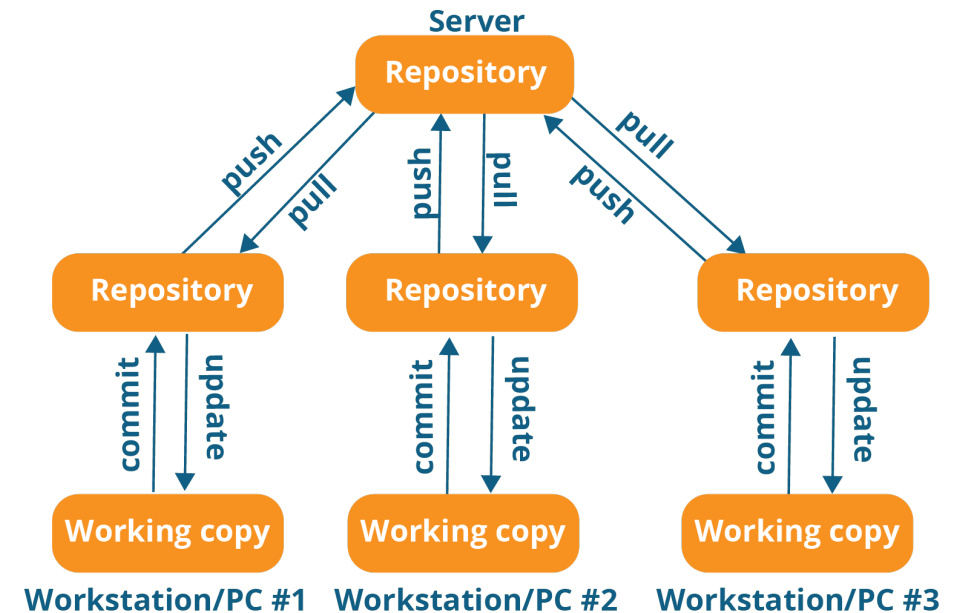 Server
Repository
push
pull
push
pull
push
pull
Repository
Repository
Repository
commit
update
commit
update
commit
update
Working copy
Working copy
Working copy
Workstation/PC #1
Workstation/PC #2
Workstation/PC #3